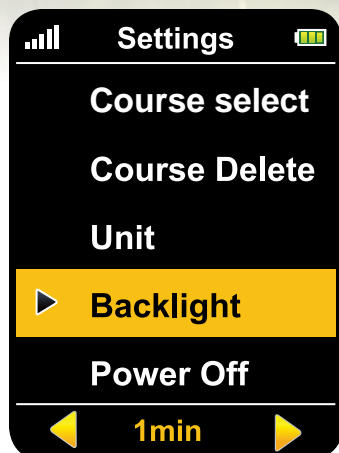 Settings
Course select
Course Delete
Unit
Backlight
Power Off
1min